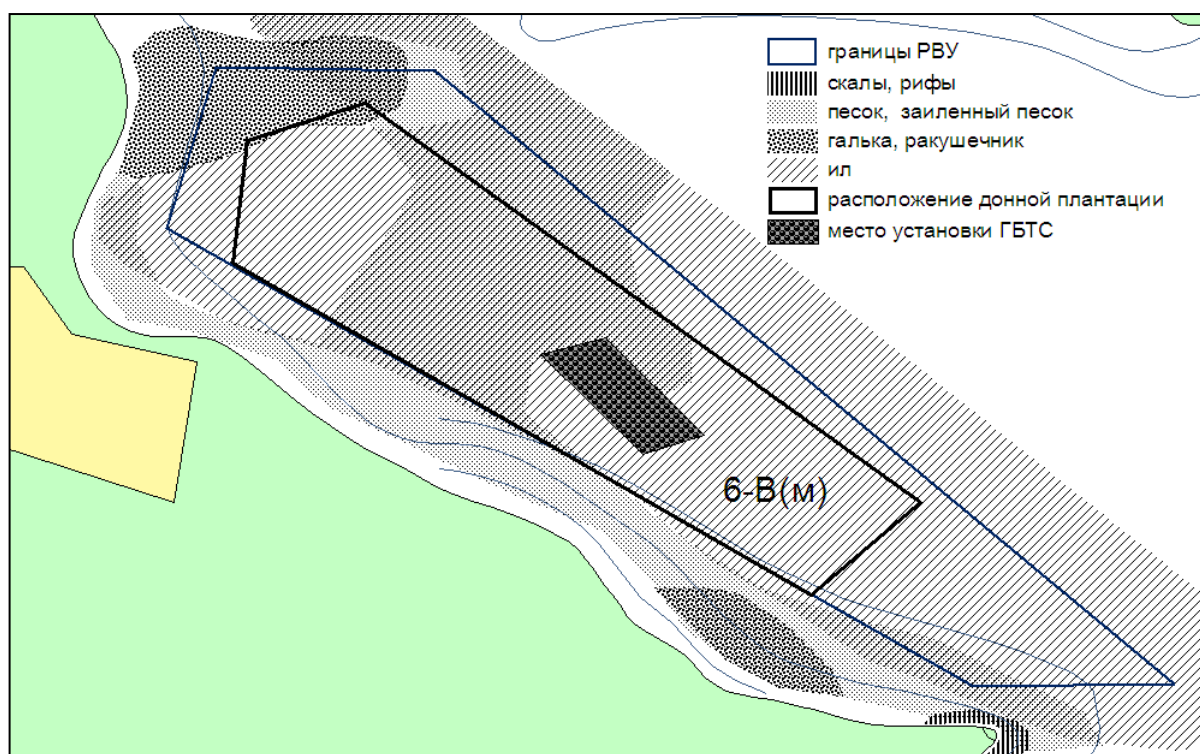 границы РВУ
скалы, рифы
песок, заиленный песок
галька, ракушечник
ил
расположение донной плантации
место установки ГБТС
6-В(м)